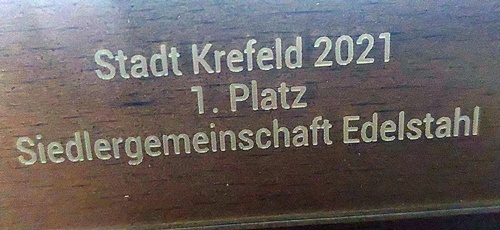 Stadt Krefeld 2021
1. Platz
Siedlergemeinschaft Edelstahl